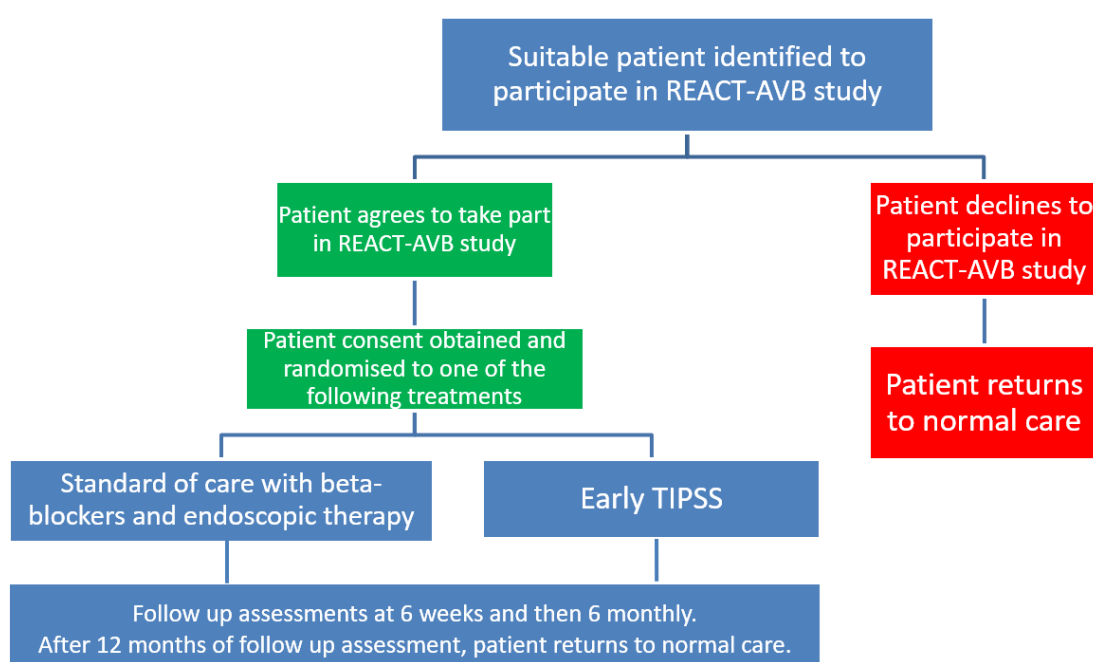 Suitable patient identified to
participate in REACT-AVB study
Patient agrees to take part
in REACT-AVB study
Patient declines to
participate in
REACT-AVB study
Patient consent obtained and
randomised to one of the
following treatments
Patient returns
to normal care
Standard of care with beta-
blockers and endoscopic therapy
Early TIPSS
Follow up assessments at 6 weeks and then 6 monthly.
After 12 months of follow up assessment, patient returns to normal care.